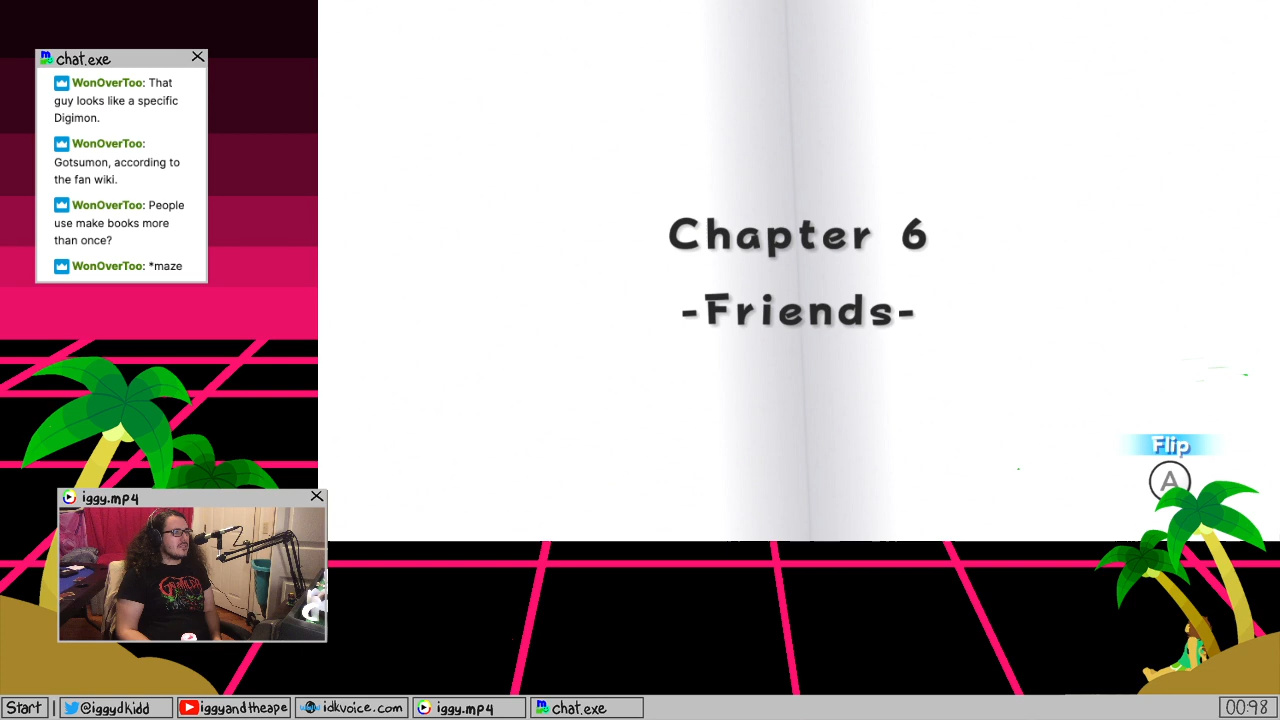 chat.exe
WonOverToo: That
guy looks like a specific
Digimon.
WonOverToo:
Gotsumon, according to
the fan wiki.
WonOverToo: People
use make books more
than once?
WonOverToo: *maze
Chapter 6
-Friends-
Flip
A
iggy.mp4
Start
@iggydkidd
iggyandtheape
idkvoice.com
iggy.mp4
chat.exe
00:98